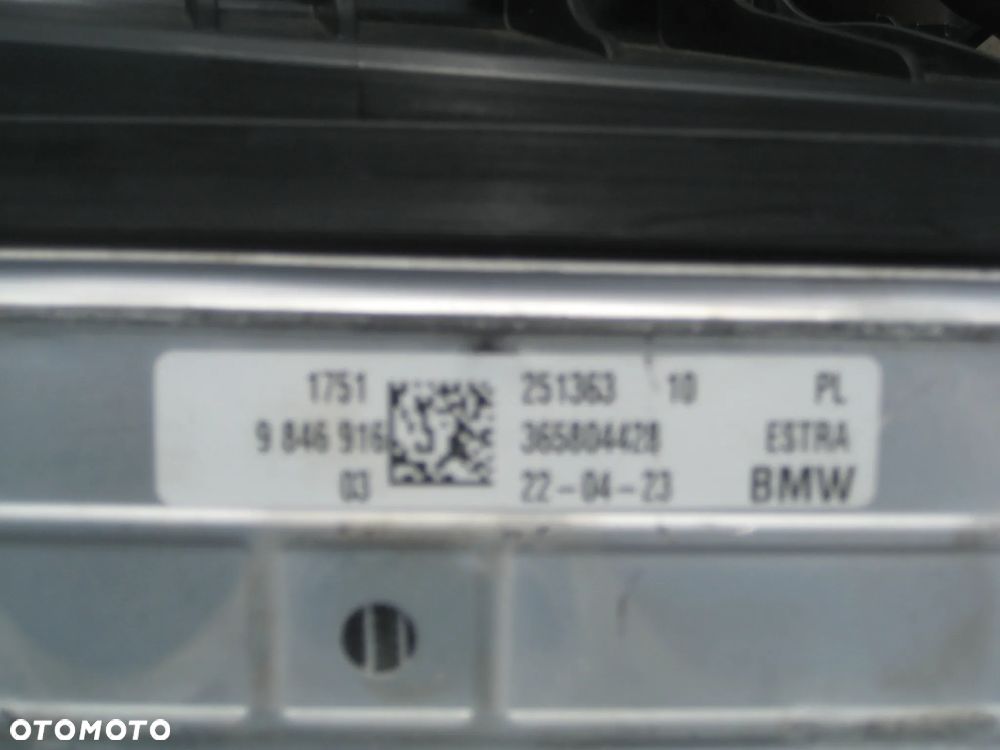 1751 251363 10 PL
9 846 916 365804428 ESTRA
03 22-04-23 BMW
OTOMOTO